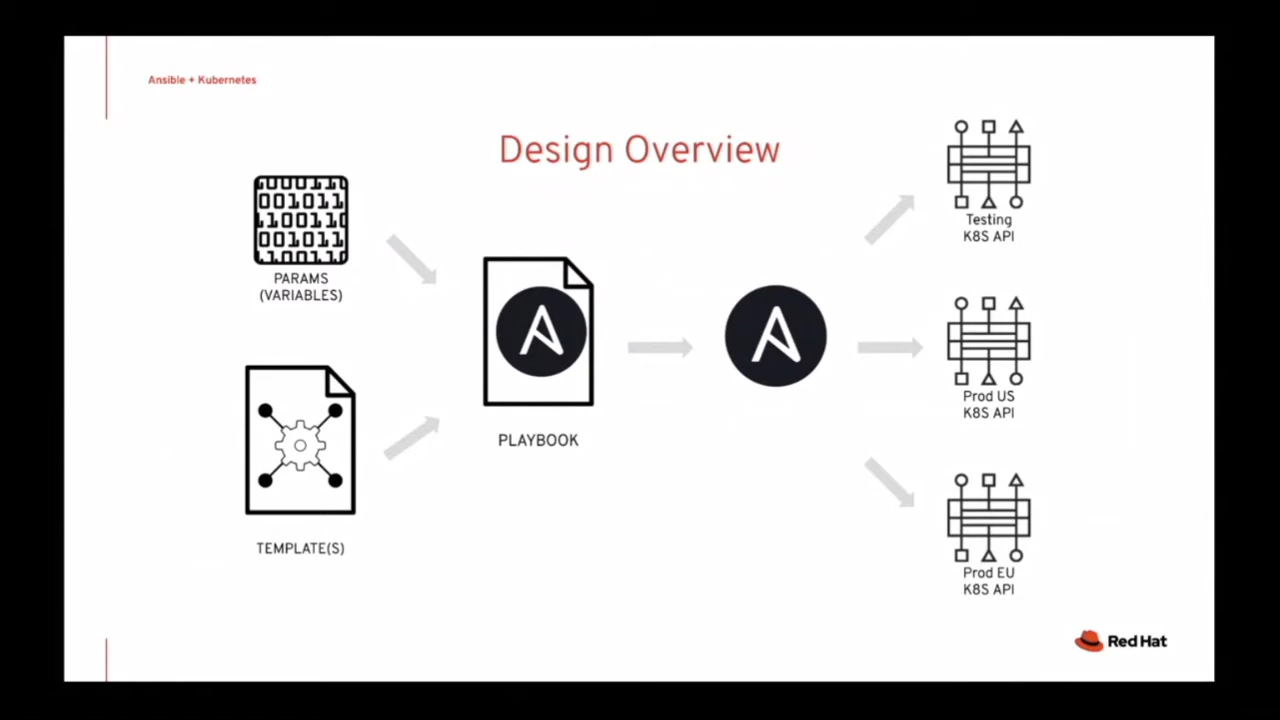 Ansible + Kubernetes
Design Overview
PARAMS
(VARIABLES)
TEMPLATE(S)
PLAYBOOK
Testing
K8S API
Prod US
K8S API
Prod EU
K8S API
Red Hat